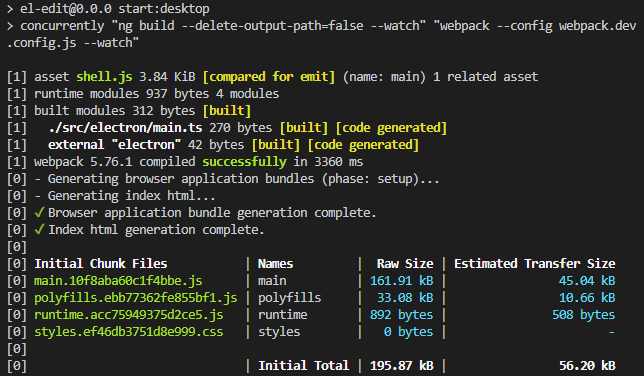 > el-edit@0.0.0 start:desktop
> concurrently "ng build --delete-output-path=false --watch" "webpack --config webpack.dev
.config.js --watch"
[1] asset shell.js 3.84 KiB [compared for emit] (name: main) 1 related asset
[1] runtime modules 937 bytes 4 modules
[1] built modules 312 bytes [built]
[1]   ./src/electron/main.ts 270 bytes [built] [code generated]
[1]   external "electron" 42 bytes [built] [code generated]
[1] webpack 5.76.1 compiled successfully in 3360 ms
[0] - Generating browser application bundles (phase: setup)...
[0] - Generating index html...
[0] ✓ Browser application bundle generation complete.
[0] ✓ Index html generation complete.
[0]
[0] Initial Chunk Files | Names | Raw Size | Estimated Transfer Size
[0] main.10f8aba60c1f4bbe.js | main | 161.91 kB | 45.04 kB
[0] polyfills.ebb77362fe855bf1.js | polyfills | 33.08 kB | 10.66 kB
[0] runtime.acc75949375d2ce5.js | runtime | 892 bytes | 508 bytes
[0] styles.ef46db3751d8e999.css | styles | 0 bytes | -
[0]
[0] | Initial Total | 195.87 kB | 56.20 kB